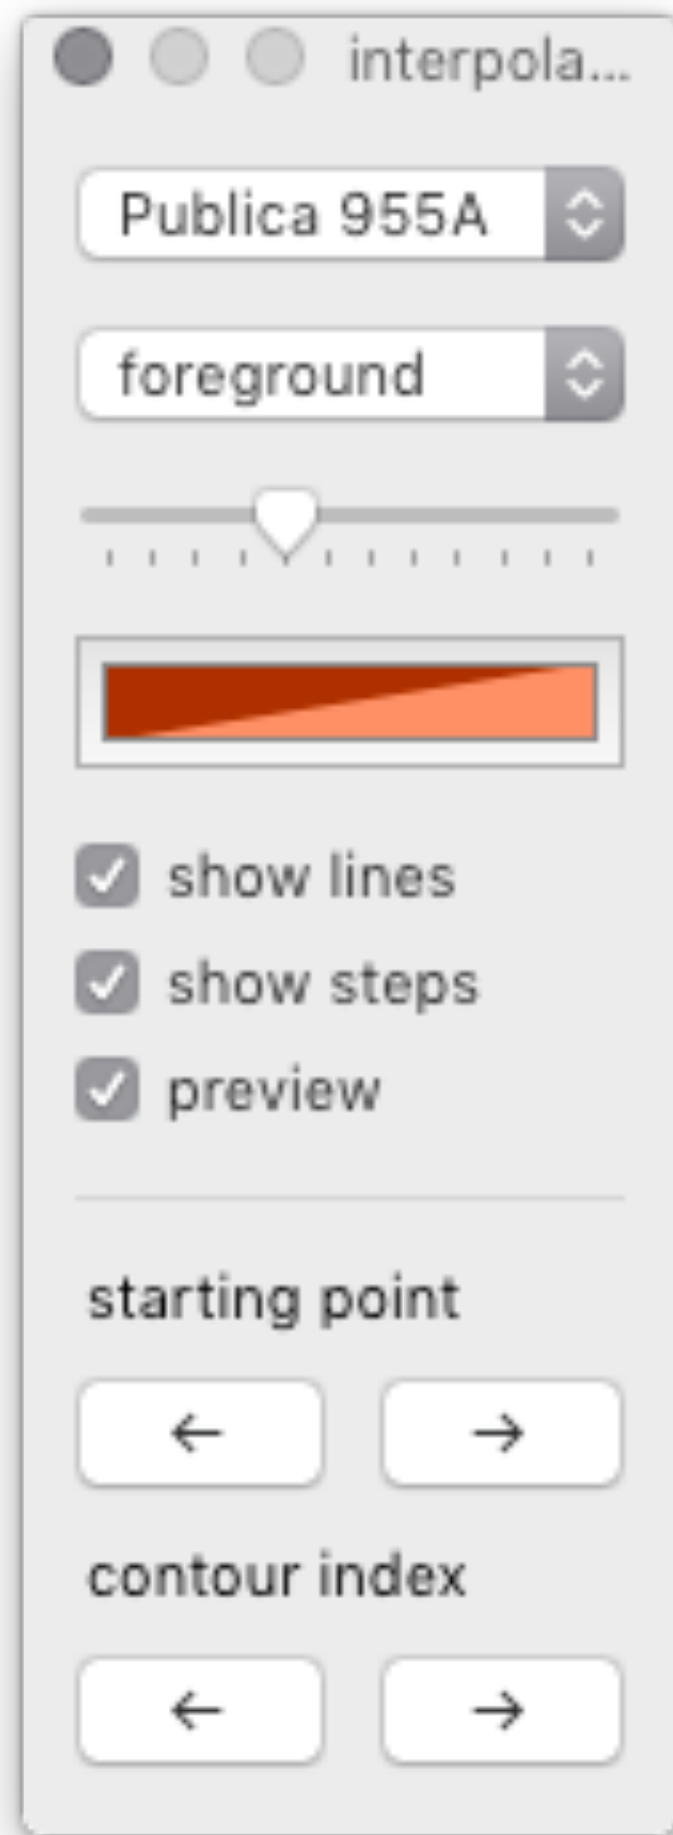 interpola...
Publica 955A
foreground
show lines
show steps
preview
starting point
← →
contour index
← →